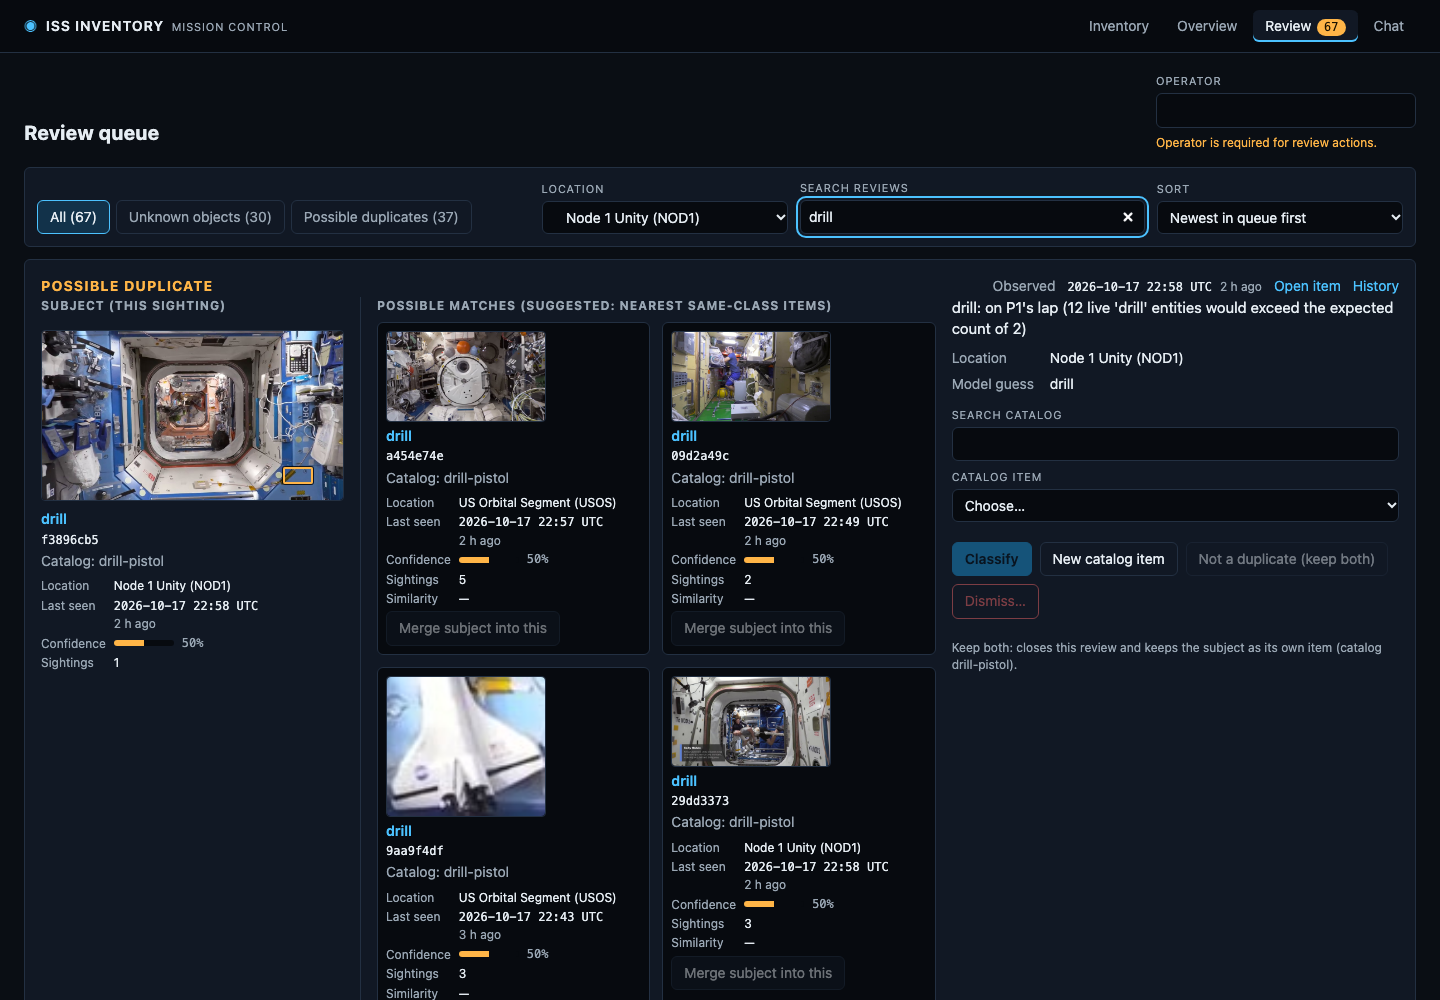 ISS INVENTORY MISSION CONTROL
Inventory
Overview
Review 67
Chat
OPERATOR
Operator is required for review actions.
Review queue
All (67)
Unknown objects (30)
Possible duplicates (37)
LOCATION
Node 1 Unity (NOD1)
SEARCH REVIEWS
drill
SORT
Newest in queue first
POSSIBLE DUPLICATE
Observed 2026-10-17 22:58 UTC 2 h ago Open item History
SUBJECT (THIS SIGHTING)
drill
f3896cb5
Catalog: drill-pistol
Location Node 1 Unity (NOD1)
Last seen 2026-10-17 22:58 UTC
2 h ago
Confidence 50%
Sightings 1
POSSIBLE MATCHES (SUGGESTED: NEAREST SAME-CLASS ITEMS)
drill
a454e74e
Catalog: drill-pistol
Location US Orbital Segment (USOS)
Last seen 2026-10-17 22:57 UTC
2 h ago
Confidence 50%
Sightings 5
Similarity —
Merge subject into this
drill
09d2a49c
Catalog: drill-pistol
Location US Orbital Segment (USOS)
Last seen 2026-10-17 22:49 UTC
2 h ago
Confidence 50%
Sightings 2
Similarity —
Merge subject into this
drill
9aa9f4df
Catalog: drill-pistol
Location US Orbital Segment (USOS)
Last seen 2026-10-17 22:43 UTC
3 h ago
Confidence 50%
Sightings 3
Similarity —
drill
29dd3373
Catalog: drill-pistol
Location Node 1 Unity (NOD1)
Last seen 2026-10-17 22:58 UTC
2 h ago
Confidence 50%
Sightings 3
Similarity —
Merge subject into this
drill: on P1's lap (12 live 'drill' entities would exceed the expected
count of 2)
Location Node 1 Unity (NOD1)
Model guess drill
SEARCH CATALOG
CATALOG ITEM
Choose...
Classify
New catalog item
Not a duplicate (keep both)
Dismiss...
Keep both: closes this review and keeps the subject as its own item (catalog
drill-pistol).